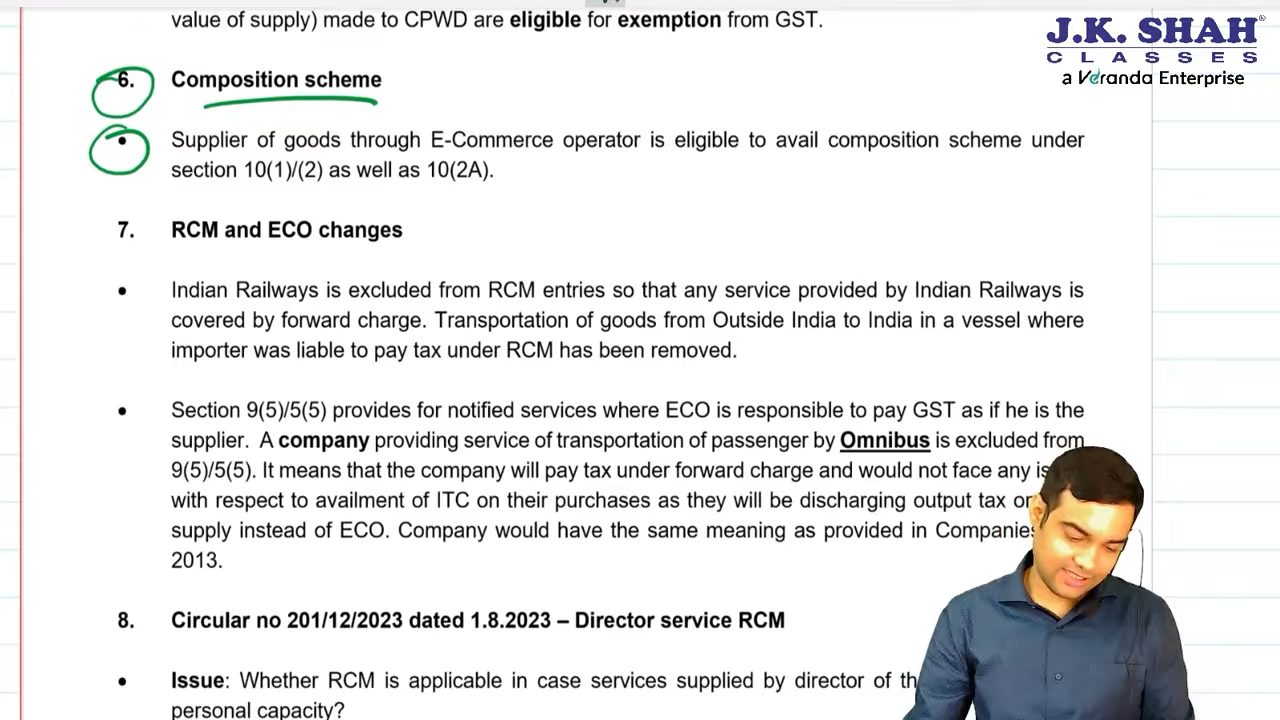 value of supply) made to CPWD are eligible for exemption from GST.
J.K. SHAH®
CLASSES
a Veranda Enterprise
6. Composition scheme
• Supplier of goods through E-Commerce operator is eligible to avail composition scheme under
section 10(1)/(2) as well as 10(2A).
7. RCM and ECO changes
• Indian Railways is excluded from RCM entries so that any service provided by Indian Railways is
covered by forward charge. Transportation of goods from Outside India to India in a vessel where
importer was liable to pay tax under RCM has been removed.
• Section 9(5)/5(5) provides for notified services where ECO is responsible to pay GST as if he is the
supplier. A company providing service of transportation of passenger by Omnibus is excluded from
9(5)/5(5). It means that the company will pay tax under forward charge and would not face any
with respect to availment of ITC on their purchases as they will be discharging output tax
supply instead of ECO. Company would have the same meaning as provided in
2013.
8. Circular no 201/12/2023 dated 1.8.2023 – Director service RCM
• Issue: Whether RCM is applicable in case services supplied by director of
personal capacity?